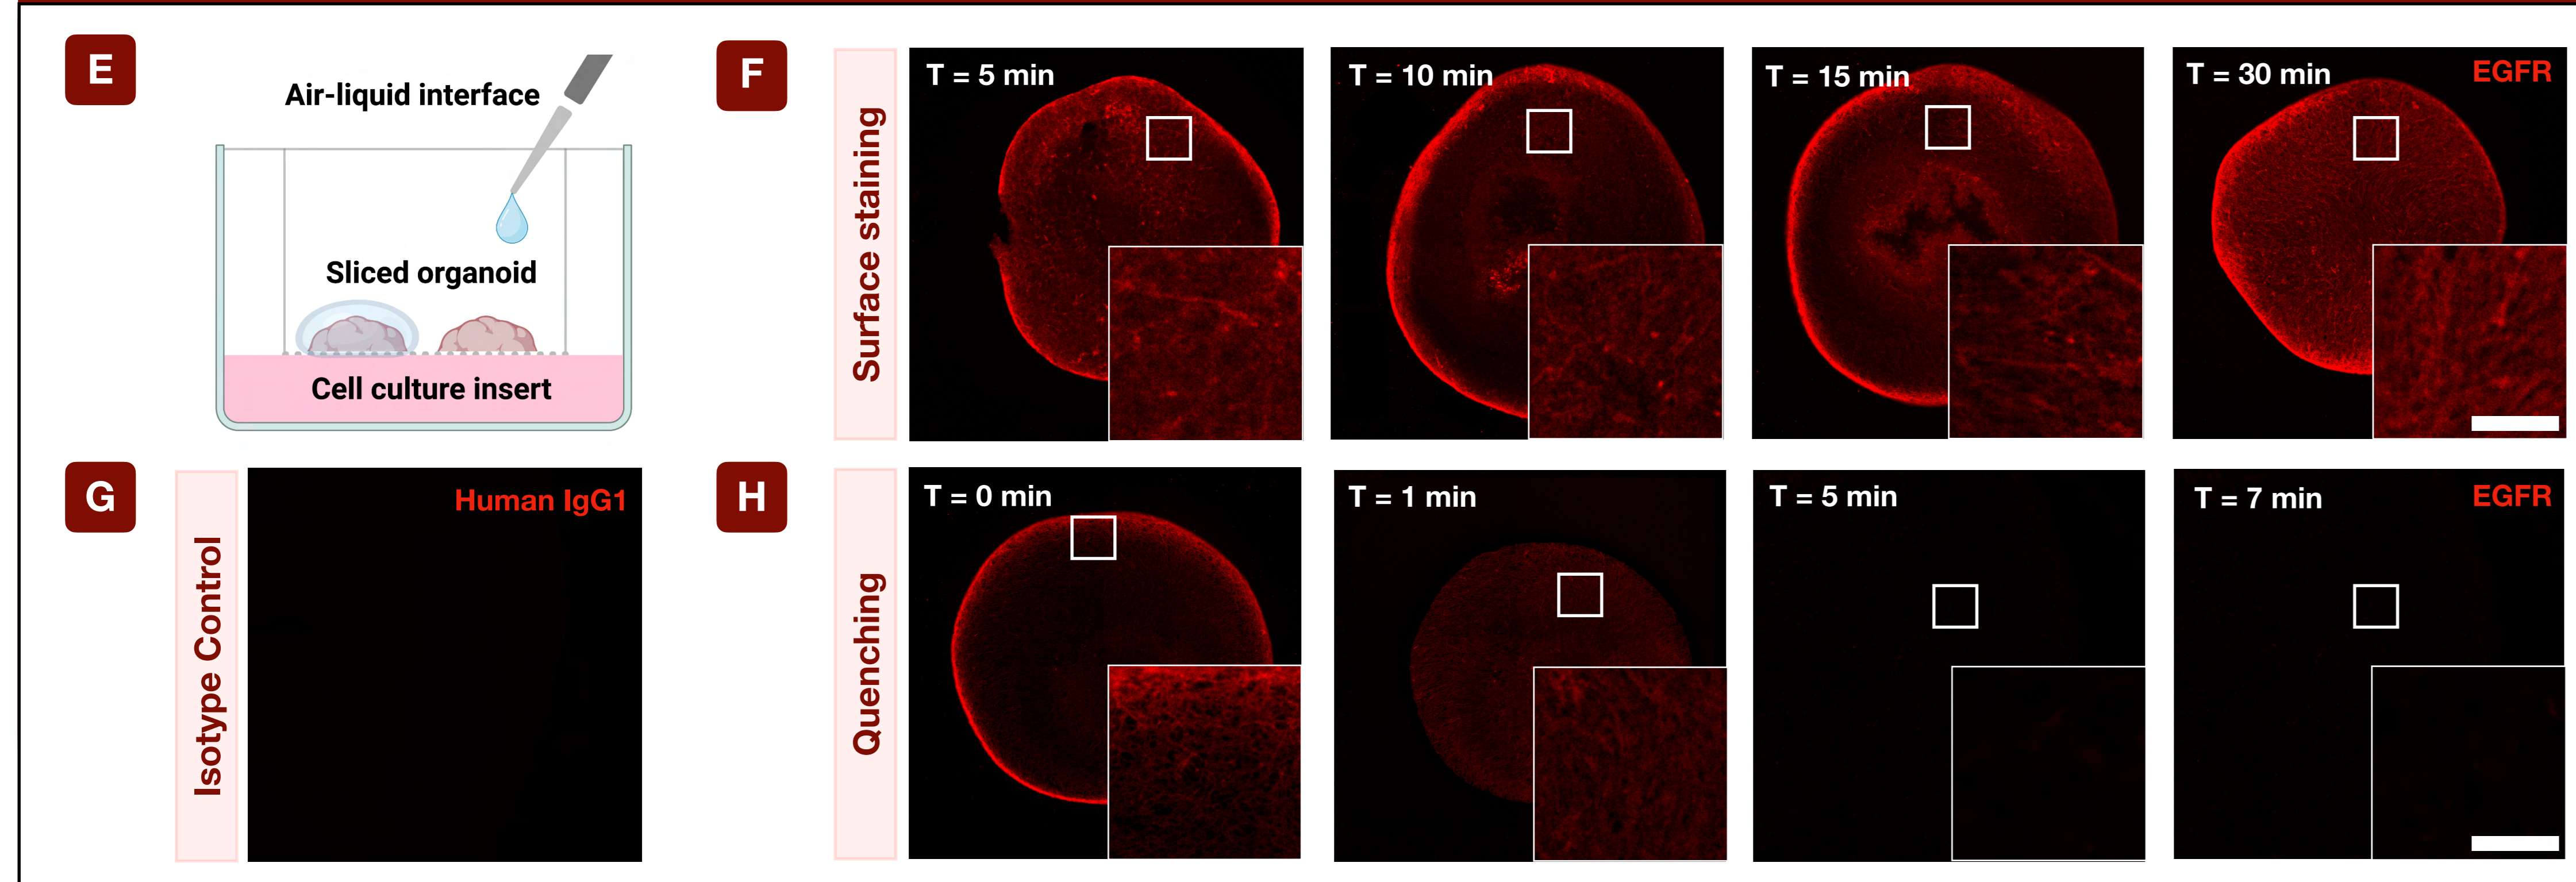 E
Air-liquid interface
Sliced organoid
Cell culture insert
F
Surface staining
T = 5 min
T = 10 min
T = 15 min
T = 30 min
EGFR
G
Isotype Control
Human IgG1
H
Quenching
T = 0 min
T = 1 min
T = 5 min
T = 7 min
EGFR